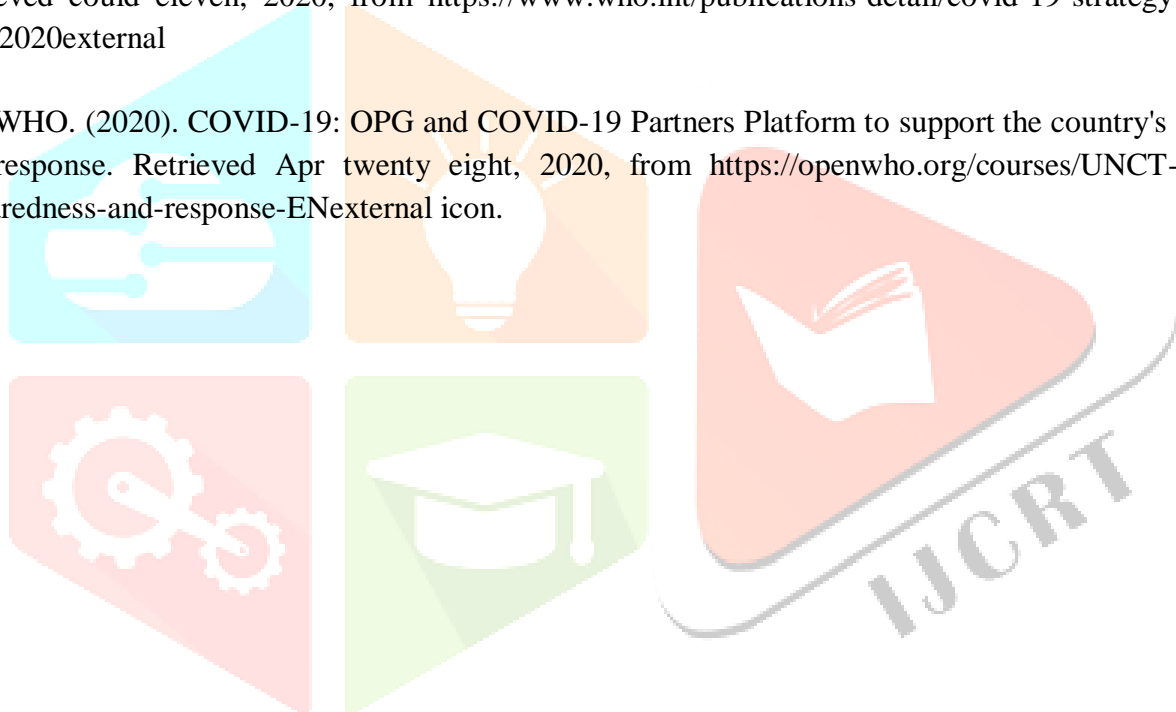 eved could eleven, 2020, from https://www.who.int/publications-detail/covid-19-strategy
2020external
WHO. (2020). COVID-19: OPG and COVID-19 Partners Platform to support the country's
response. Retrieved Apr twenty eight, 2020, from https://openwho.org/courses/UNCT-
redness-and-response-ENexternal icon.
IJCRT